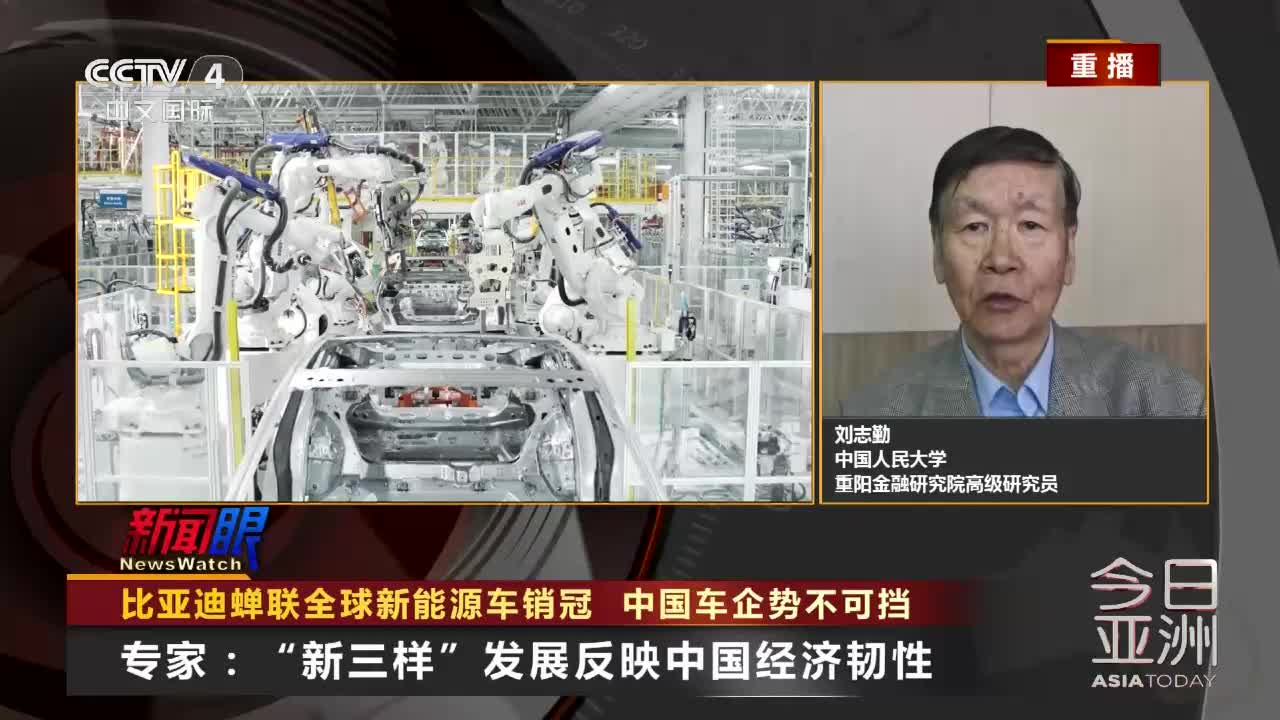 CCTV 4
中文国际
重播
刘志勤
中国人民大学
重阳金融研究院高级研究员
新闻眼
NewsWatch
比亚迪蝉联全球新能源车销冠 中国车企势不可挡
专家：“新三样”发展反映中国经济韧性
今日
亚洲
ASIA TODAY